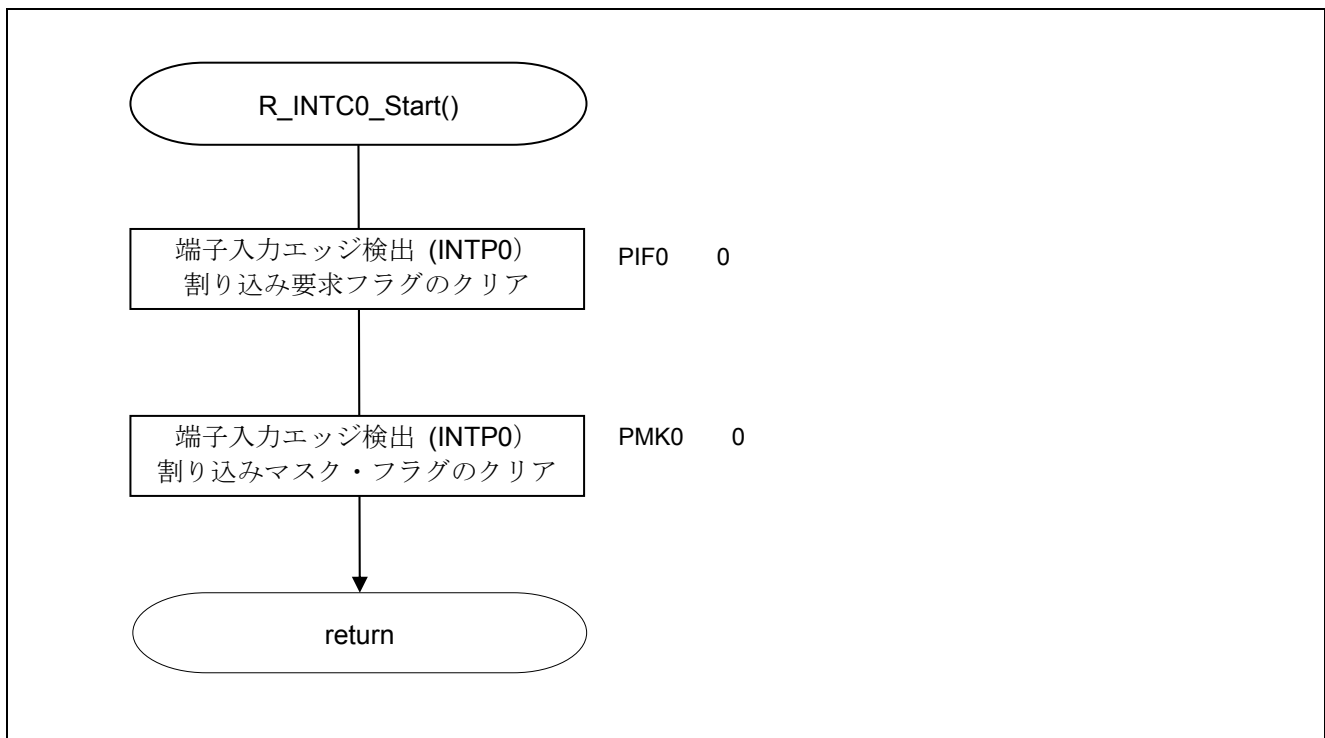 R_INTC0_Start()
端子入力エッジ検出 (INTP0)
割り込み要求フラグのクリア
PIF0 0
端子入力エッジ検出 (INTP0)
割り込みマスク・フラグのクリア
PMK0 0
return